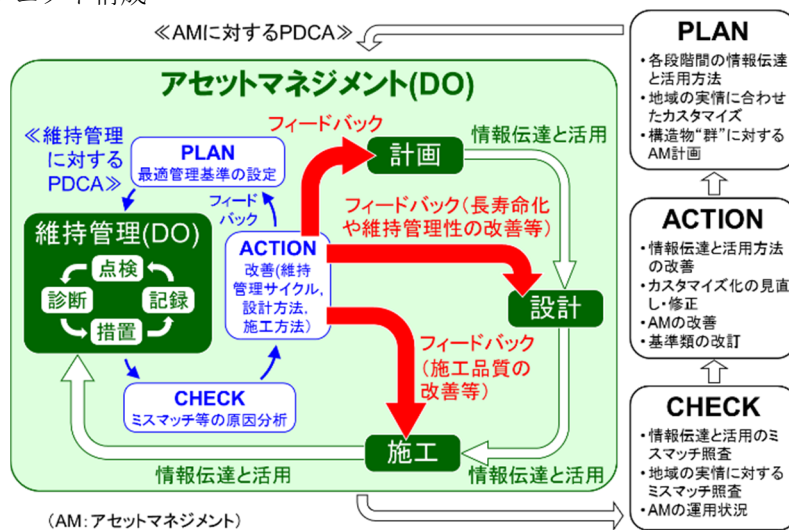 ≪AMに対するPDCA≫
アセットマネジメント(DO)
≪維持管理
に対する
PDCA≫
PLAN
最適管理基準の設定
フィード
バック
維持管理(DO)
点検
診断
記録
措置
ACTION
改善(維持
管理サイクル,
設計方法,
施工方法)
CHECK
ミスマッチ等の原因分析
フィードバック
計画
情報伝達と活用
フィードバック(長寿命化
や維持管理性の改善等)
設計
フィードバック
(施工品質の
改善等)
施工
情報伝達と活用
情報伝達と活用
(AM:アセットマネジメント)
PLAN
・各段階間の情報伝達
と活用方法
・地域の実情に合わせ
たカスタマイズ
・構造物“群”に対する
AM計画
ACTION
・情報伝達と活用方法
の改善
・カスタマイズ化の見直
し・修正
・AMの改善
・基準類の改訂
CHECK
・情報伝達と活用のミ
スマッチ照査
・地域の実情に対する
ミスマッチ照査
・AMの運用状況